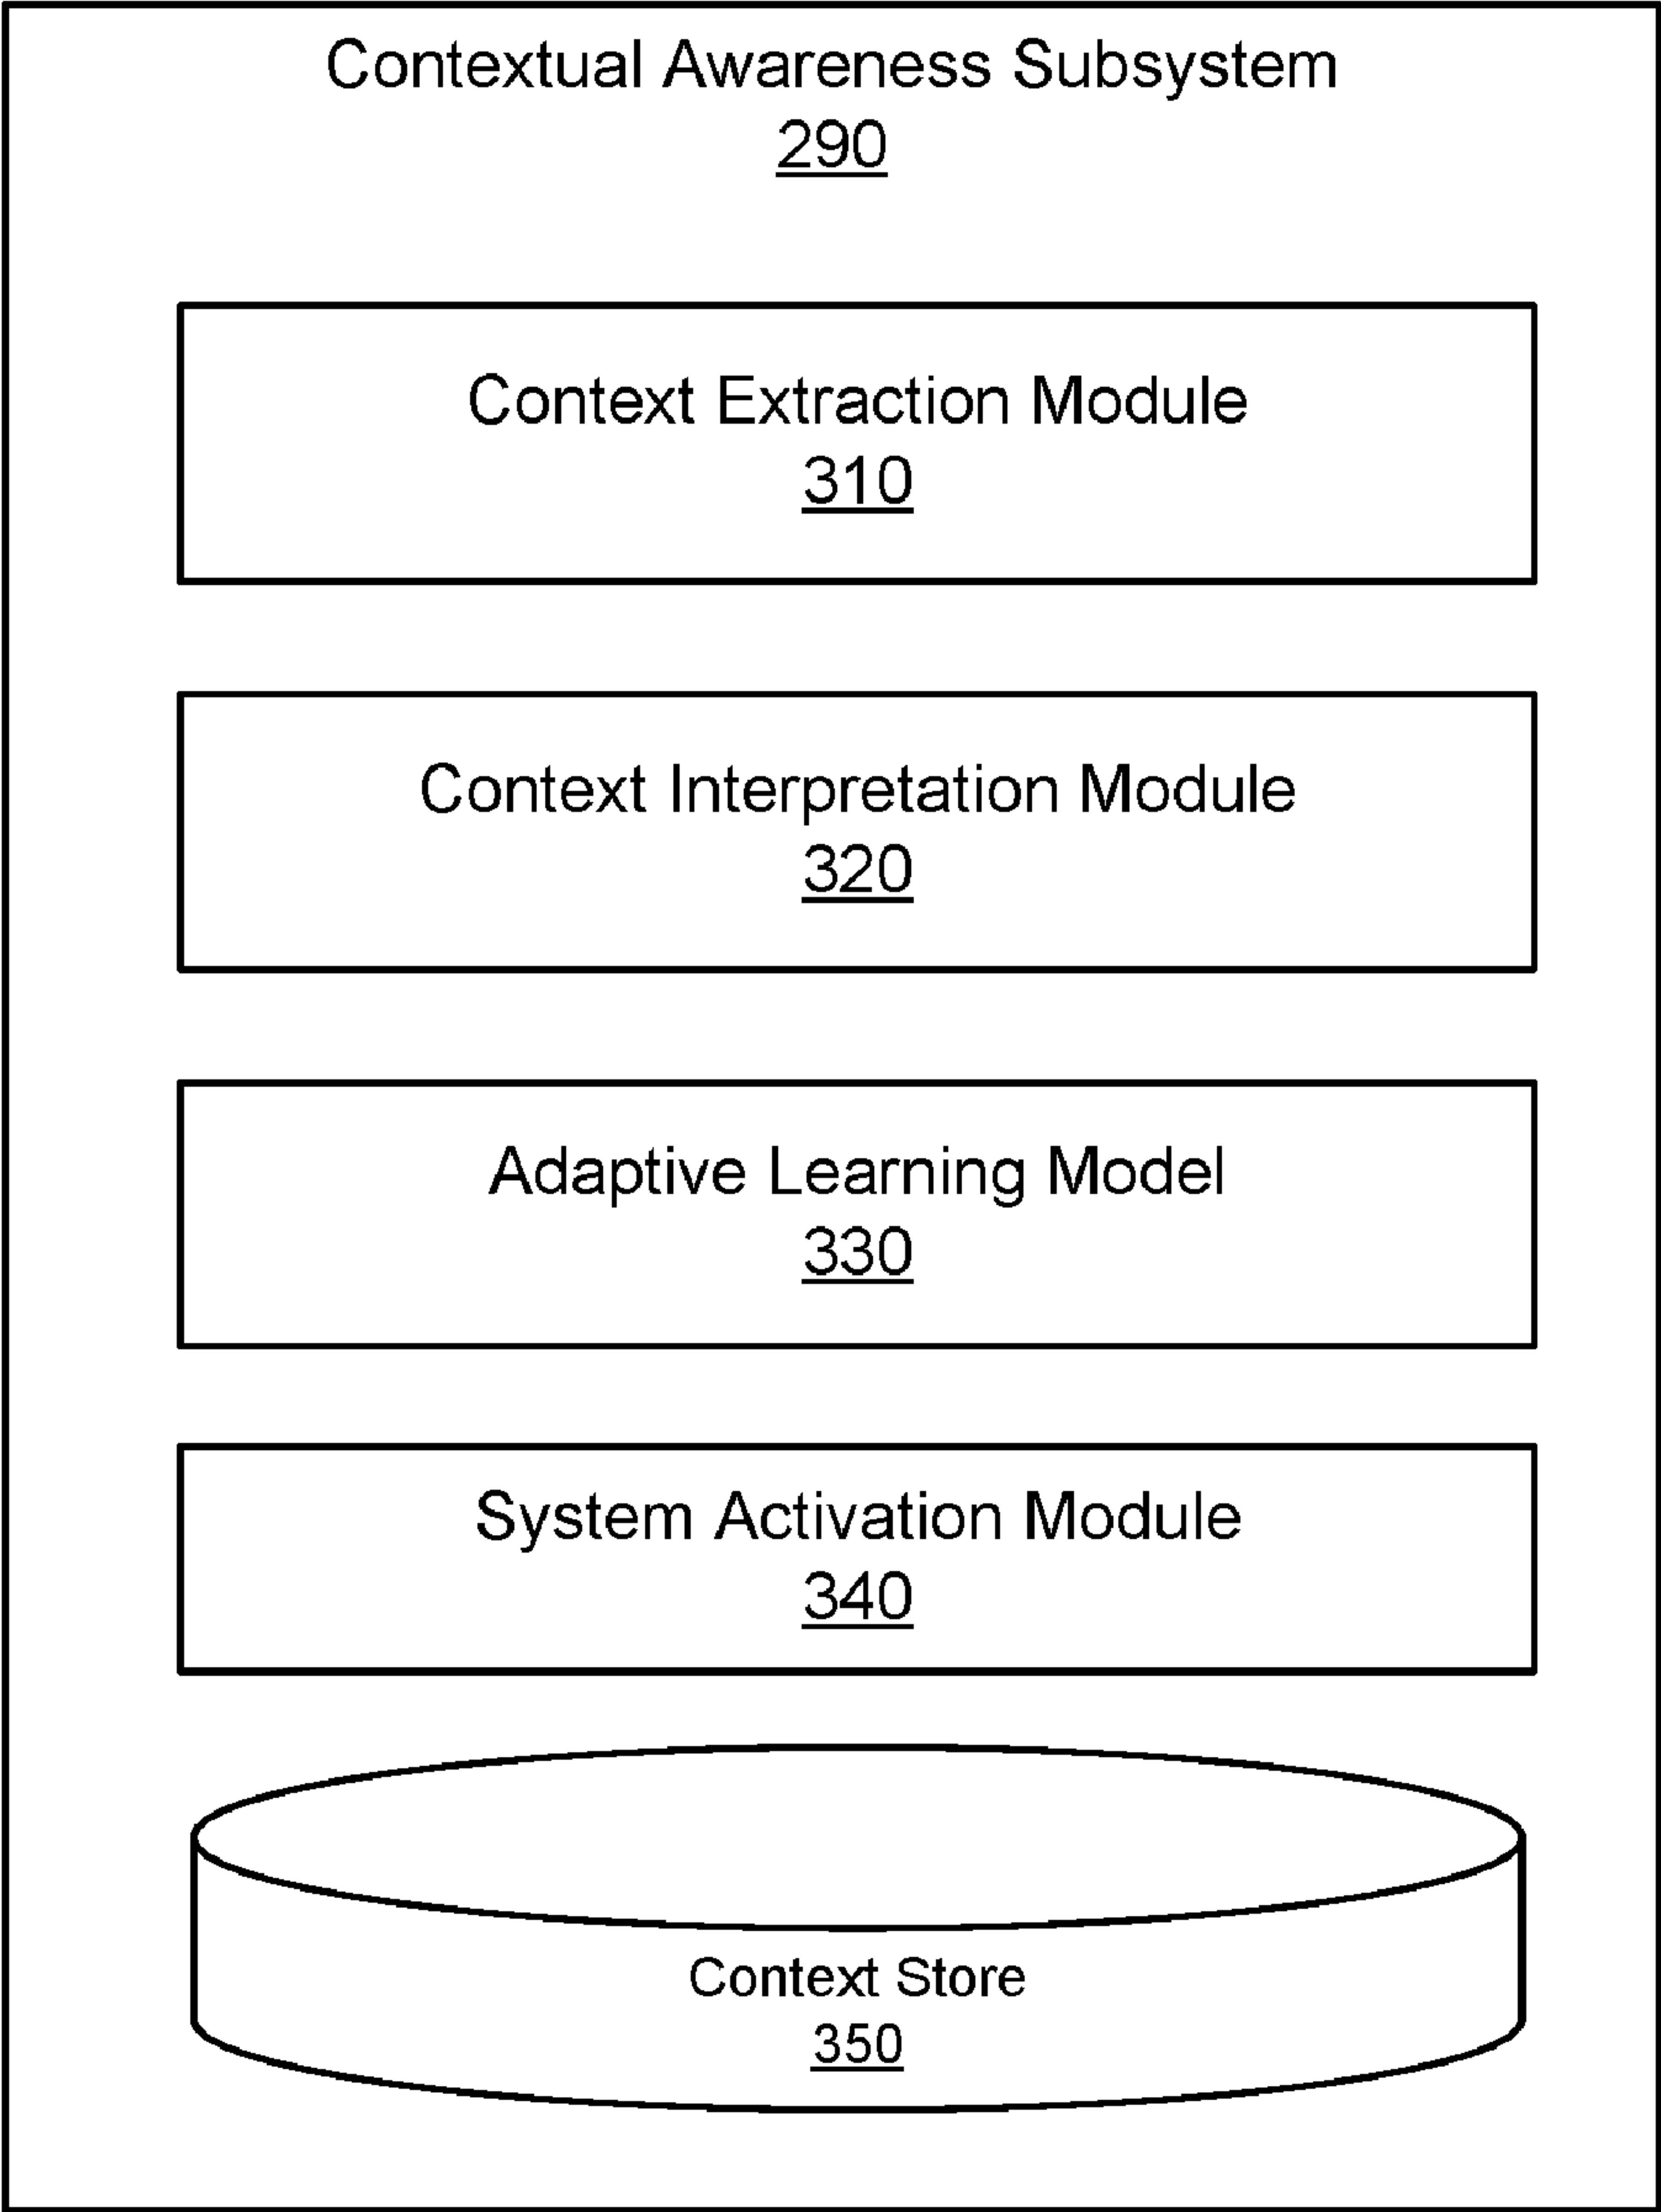 Contextual Awareness Subsystem
290
Context Extraction Module
310
Context Interpretation Module
320
Adaptive Learning Model
330
System Activation Module
340
Context Store
350